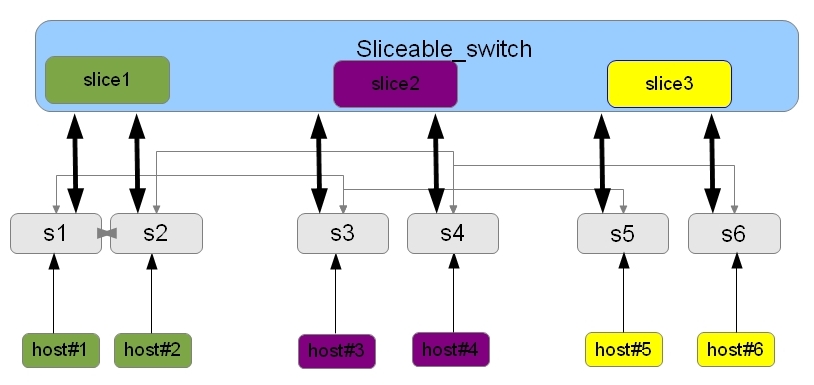 Sliceable_switch
slice1
slice2
slice3
s1
s2
s3
s4
s5
s6
host#1
host#2
host#3
host#4
host#5
host#6